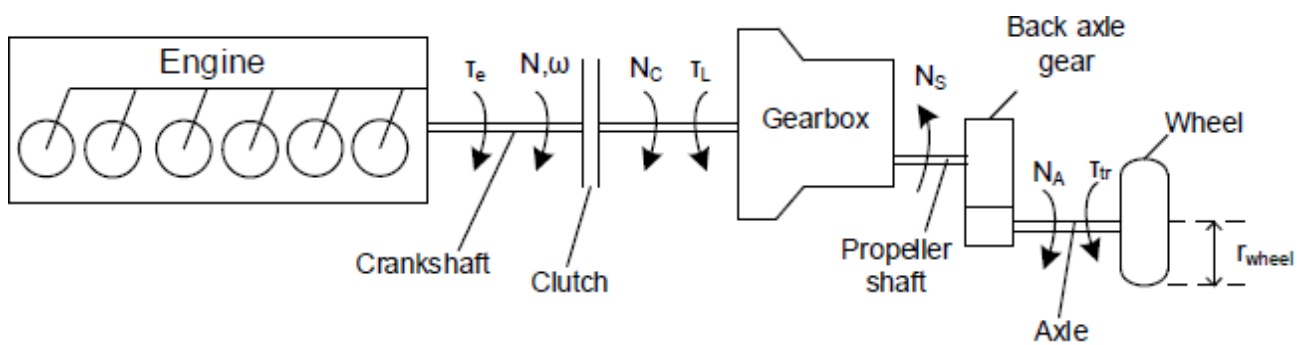 Engine
τe
N,ω
NC
τL
Gearbox
NS
Back axle
gear
Wheel
NA
τtr
rwheel
Crankshaft
Clutch
Propeller
shaft
Axle